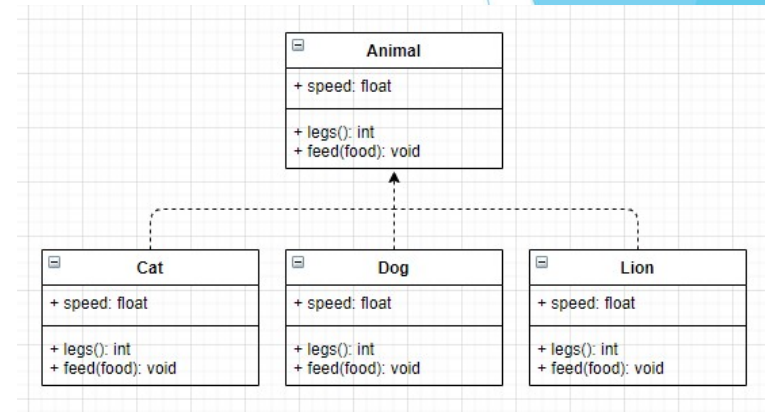 Animal
+ speed: float
+ legs(): int
+ feed(food): void
Cat
+ speed: float
+ legs(): int
+ feed(food): void
Dog
+ speed: float
+ legs(): int
+ feed(food): void
Lion
+ speed: float
+ legs(): int
+ feed(food): void